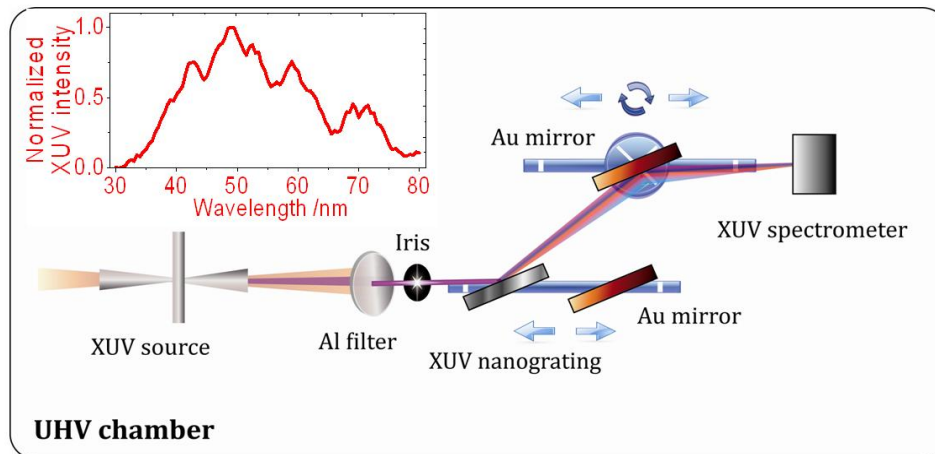 Normalized
XUV intensity
1.0
0.5
0.0
30 40 50 60 70 80
Wavelength /nm
Au mirror
XUV spectrometer
Iris
XUV source
Al filter
XUV nanograting
Au mirror
UHV chamber